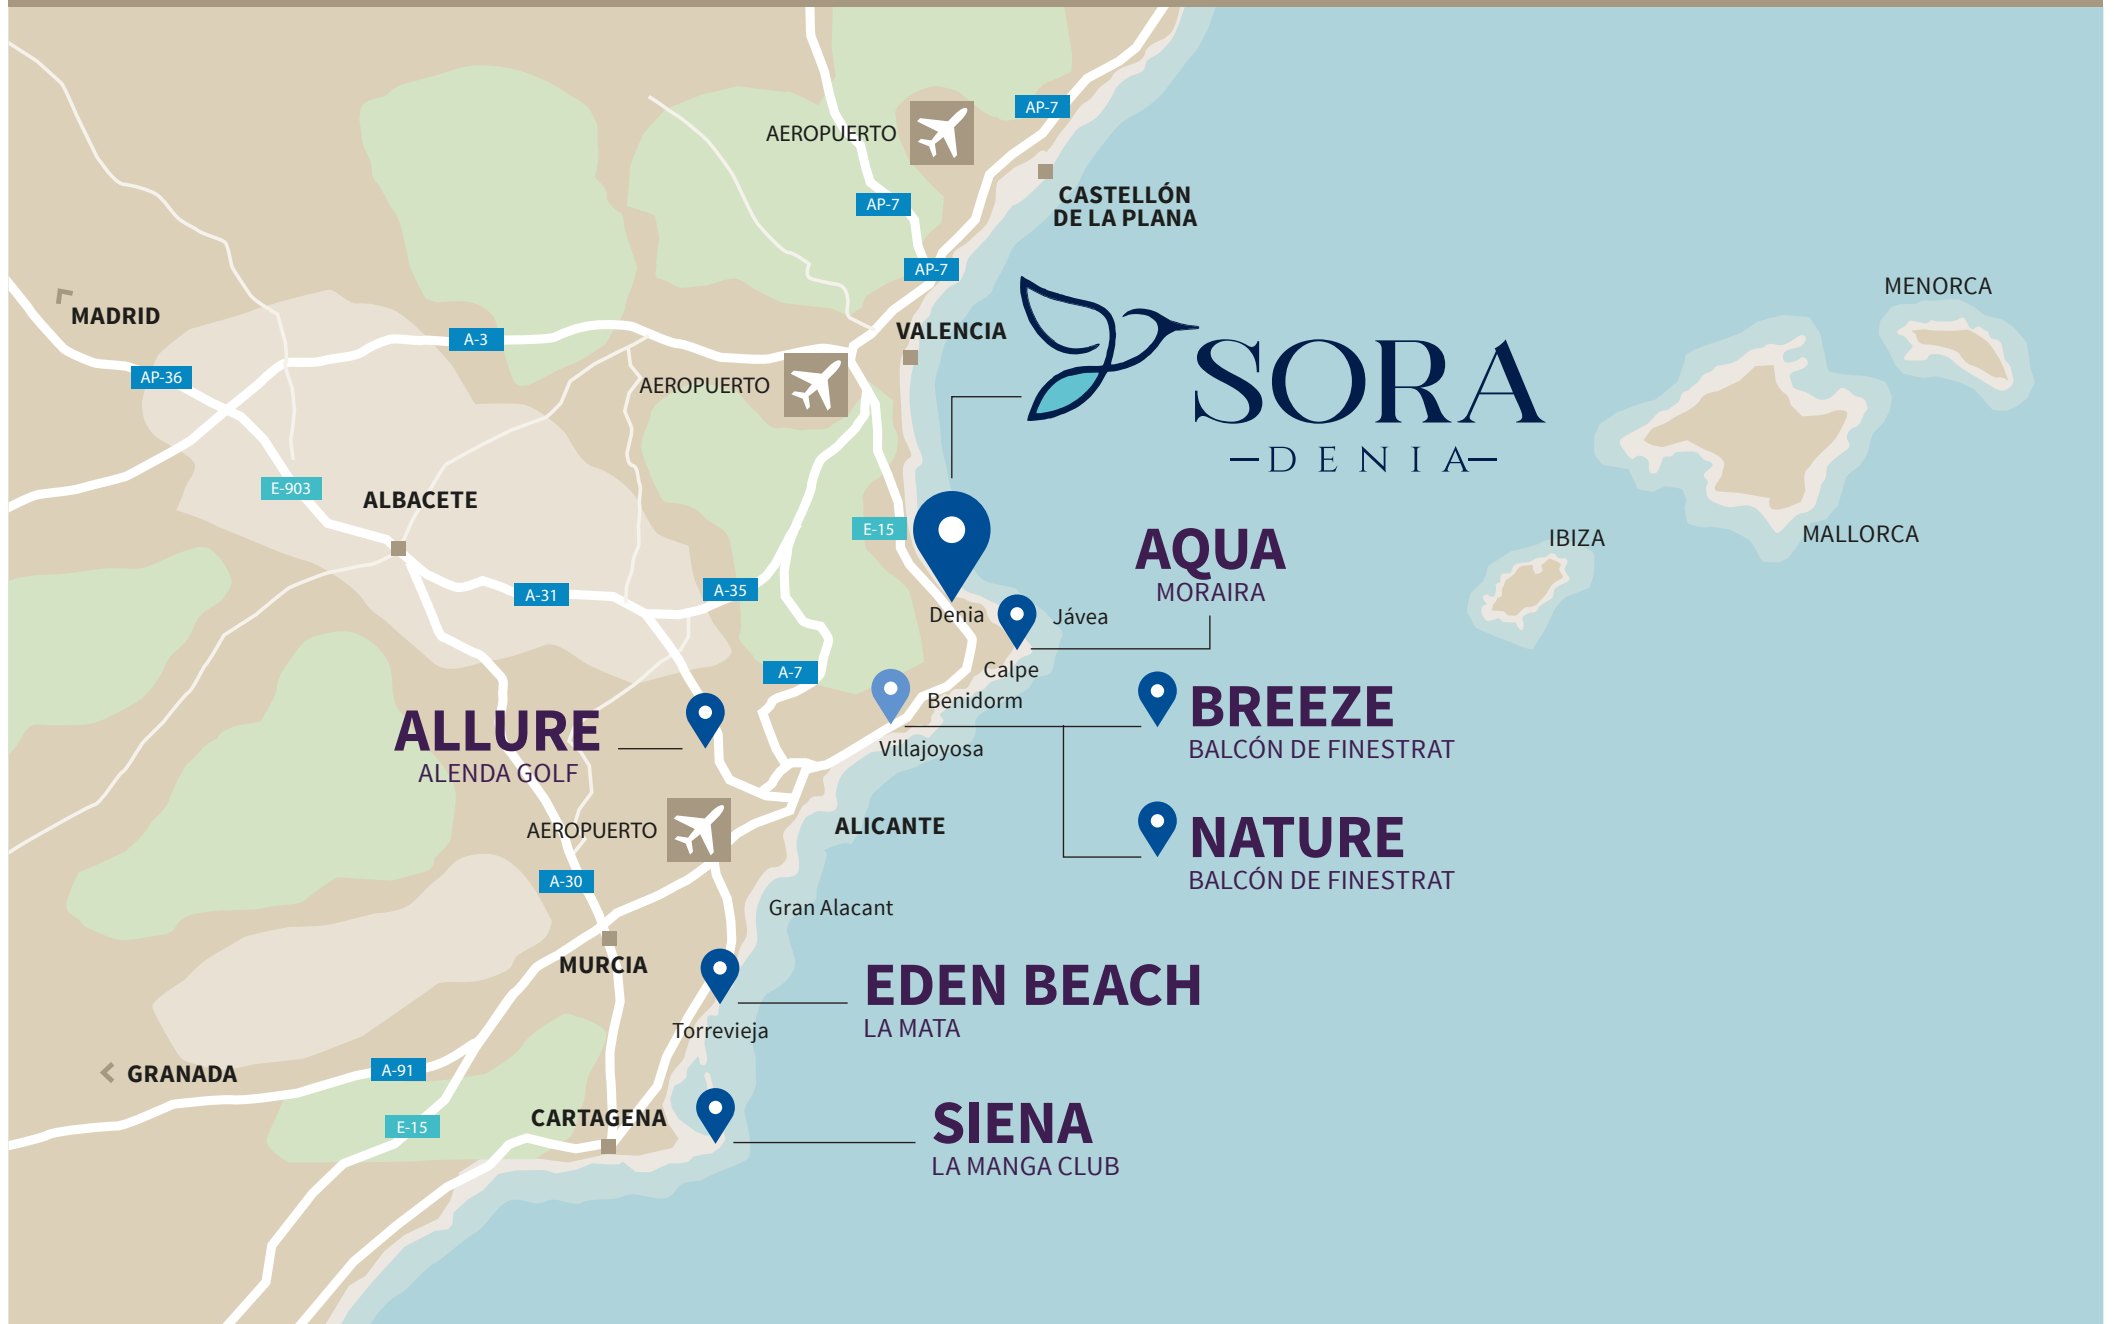 AP-7
AEROPUERTO
CASTELLÓN
DE LA PLANA
AP-7
AP-7
MENORCA
MADRID
VALENCIA
A-3
SORA
DENIA
AP-36
AEROPUERTO
E-903
ALBACETE
E-15
AQUA
MORAIRA
IBIZA
MALLORCA
A-31
A-35
Denia
Jávea
A-7
Calpe
Benidorm
BREEZE
BALCÓN DE FINESTRAT
ALLURE
ALENDA GOLF
Villajoyosa
AEROPUERTO
ALICANTE
NATURE
BALCÓN DE FINESTRAT
A-30
Gran Alacant
MURCIA
EDEN BEACH
LA MATA
Torrevieja
GRANADA
A-91
CARTAGENA
E-15
SIENA
LA MANGA CLUB